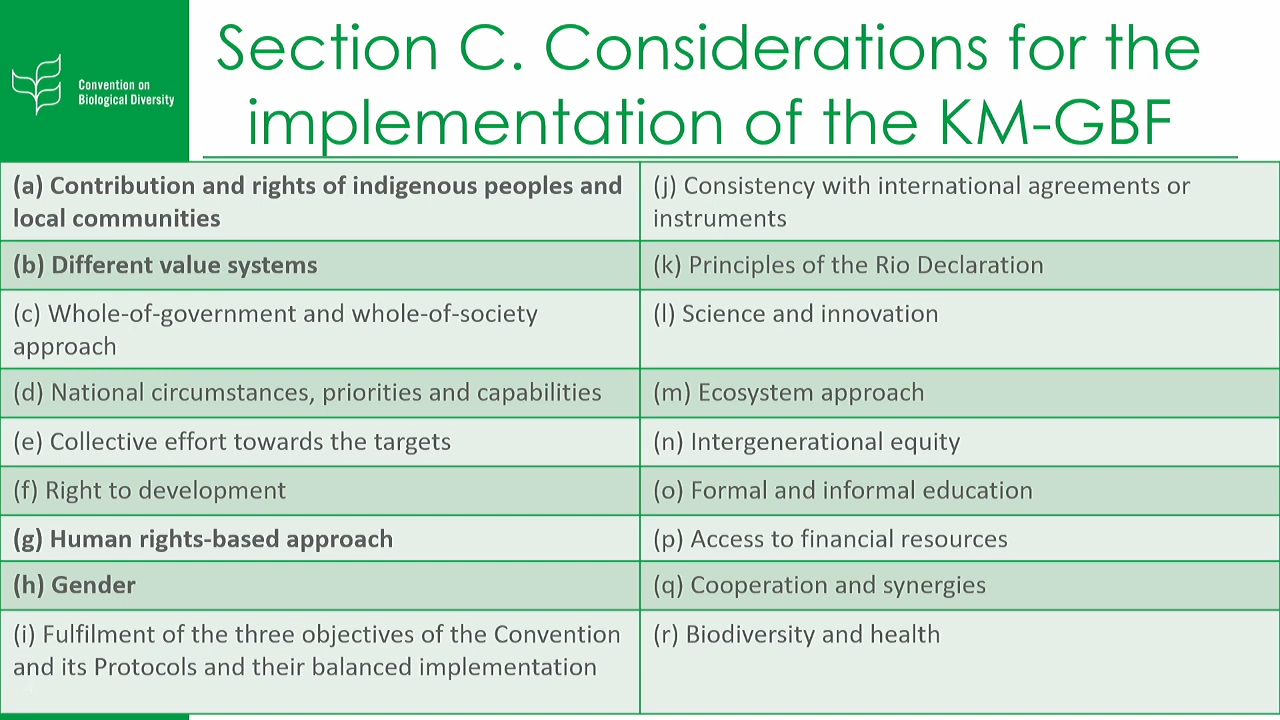 Convention on
Biological Diversity
Section C. Considerations for the
implementation of the KM-GBF
(a) Contribution and rights of indigenous peoples and
local communities
(j) Consistency with international agreements or
instruments
(b) Different value systems
(k) Principles of the Rio Declaration
(c) Whole-of-government and whole-of-society
approach
(l) Science and innovation
(d) National circumstances, priorities and capabilities
(m) Ecosystem approach
(e) Collective effort towards the targets
(n) Intergenerational equity
(f) Right to development
(o) Formal and informal education
(g) Human rights-based approach
(p) Access to financial resources
(h) Gender
(q) Cooperation and synergies
(i) Fulfilment of the three objectives of the Convention
and its Protocols and their balanced implementation
(r) Biodiversity and health